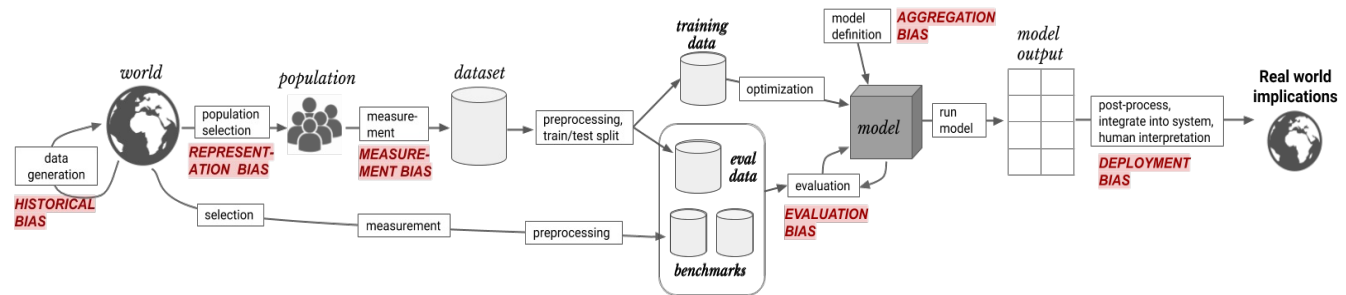 world
data
generation
HISTORICAL
BIAS
population
selection
REPRESENT-
ATION BIAS
population
measure-
ment
MEASURE-
MENT BIAS
dataset
preprocessing,
train/test split
selection
measurement
preprocessing
training
data
optimization
eval
data
benchmarks
model
definition
AGGREGATION
BIAS
model
evaluation
EVALUATION
BIAS
run
model
model
output
post-process,
integrate into system,
human interpretation
DEPLOYMENT
BIAS
Real world
implications